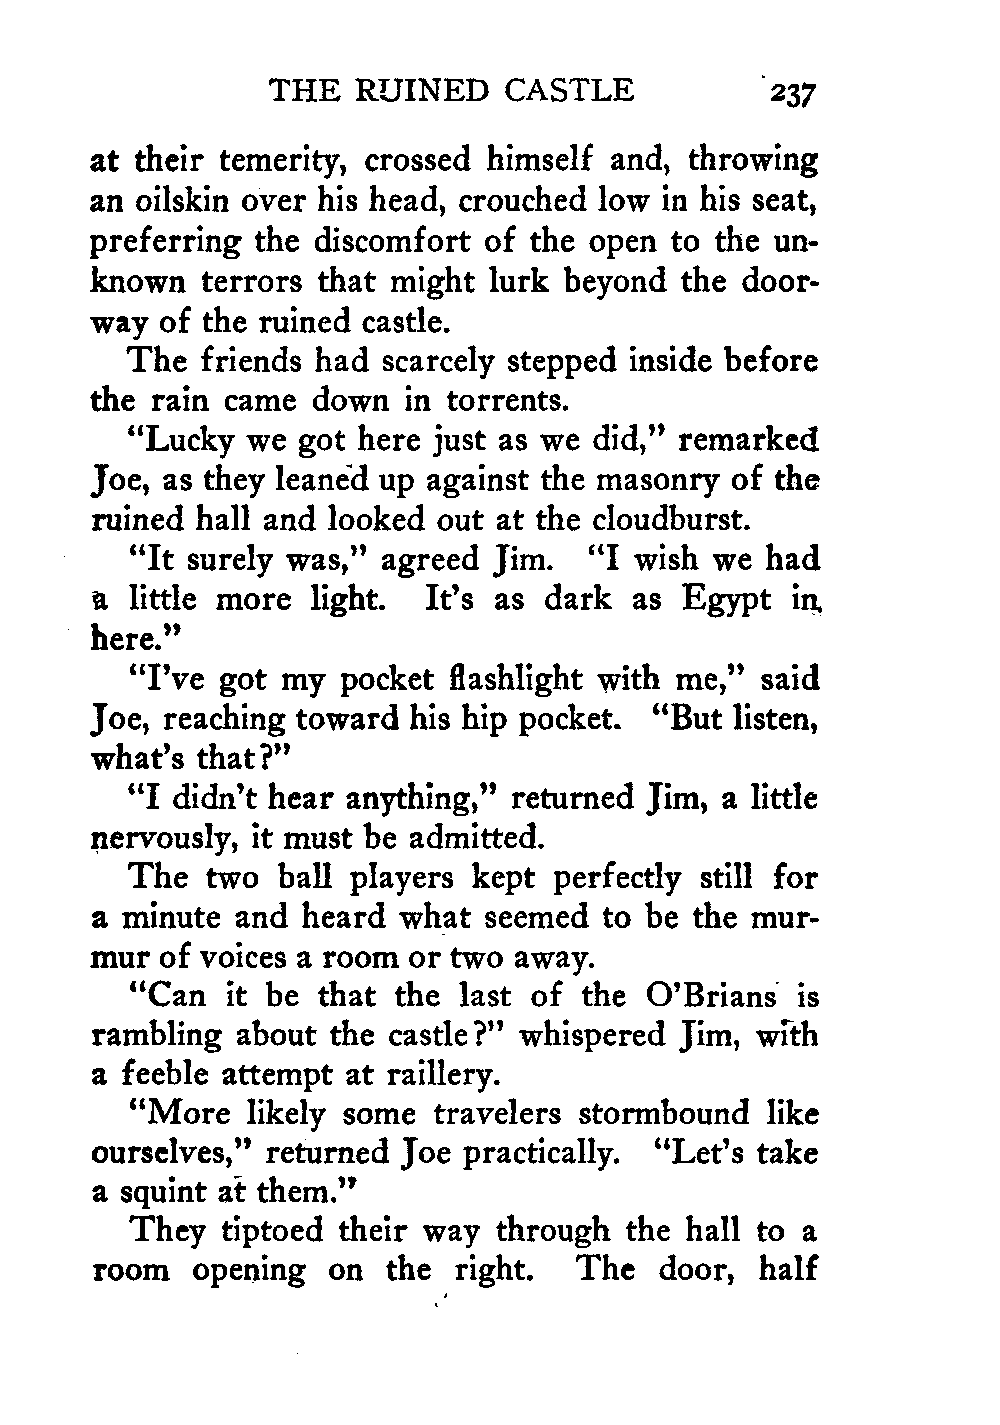 THE RUINED CASTLE 237
at their temerity, crossed himself and, throwing
an oilskin over his head, crouched low in his seat,
preferring the discomfort of the open to the un-
known terrors that might lurk beyond the door-
way of the ruined castle.
The friends had scarcely stepped inside before
the rain came down in torrents.
“Lucky we got here just as we did,” remarked
Joe, as they leaned up against the masonry of the
ruined hall and looked out at the cloudburst.
“It surely was,” agreed Jim. “I wish we had
a little more light. It’s as dark as Egypt in
here.”
“I’ve got my pocket flashlight with me,” said
Joe, reaching toward his hip pocket. “But listen,
what’s that?”
“I didn’t hear anything,” returned Jim, a little
nervously, it must be admitted.
The two ball players kept perfectly still for
a minute and heard what seemed to be the mur-
mur of voices a room or two away.
“Can it be that the last of the O’Brians is
rambling about the castle?” whispered Jim, with
a feeble attempt at raillery.
“More likely some travelers stormbound like
ourselves,” returned Joe practically. “Let’s take
a squint at them.”
They tiptoed their way through the hall to a
room opening on the right. The door, half